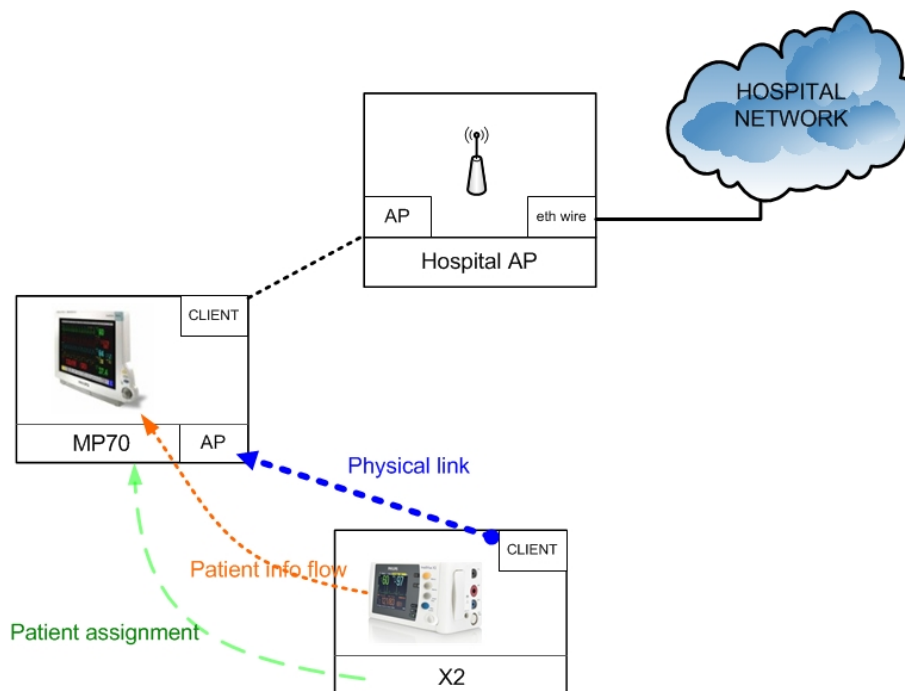 HOSPITAL
NETWORK
AP
eth wire
Hospital AP
CLIENT
MP70
AP
Physical link
CLIENT
Patient info flow
Patient assignment
X2